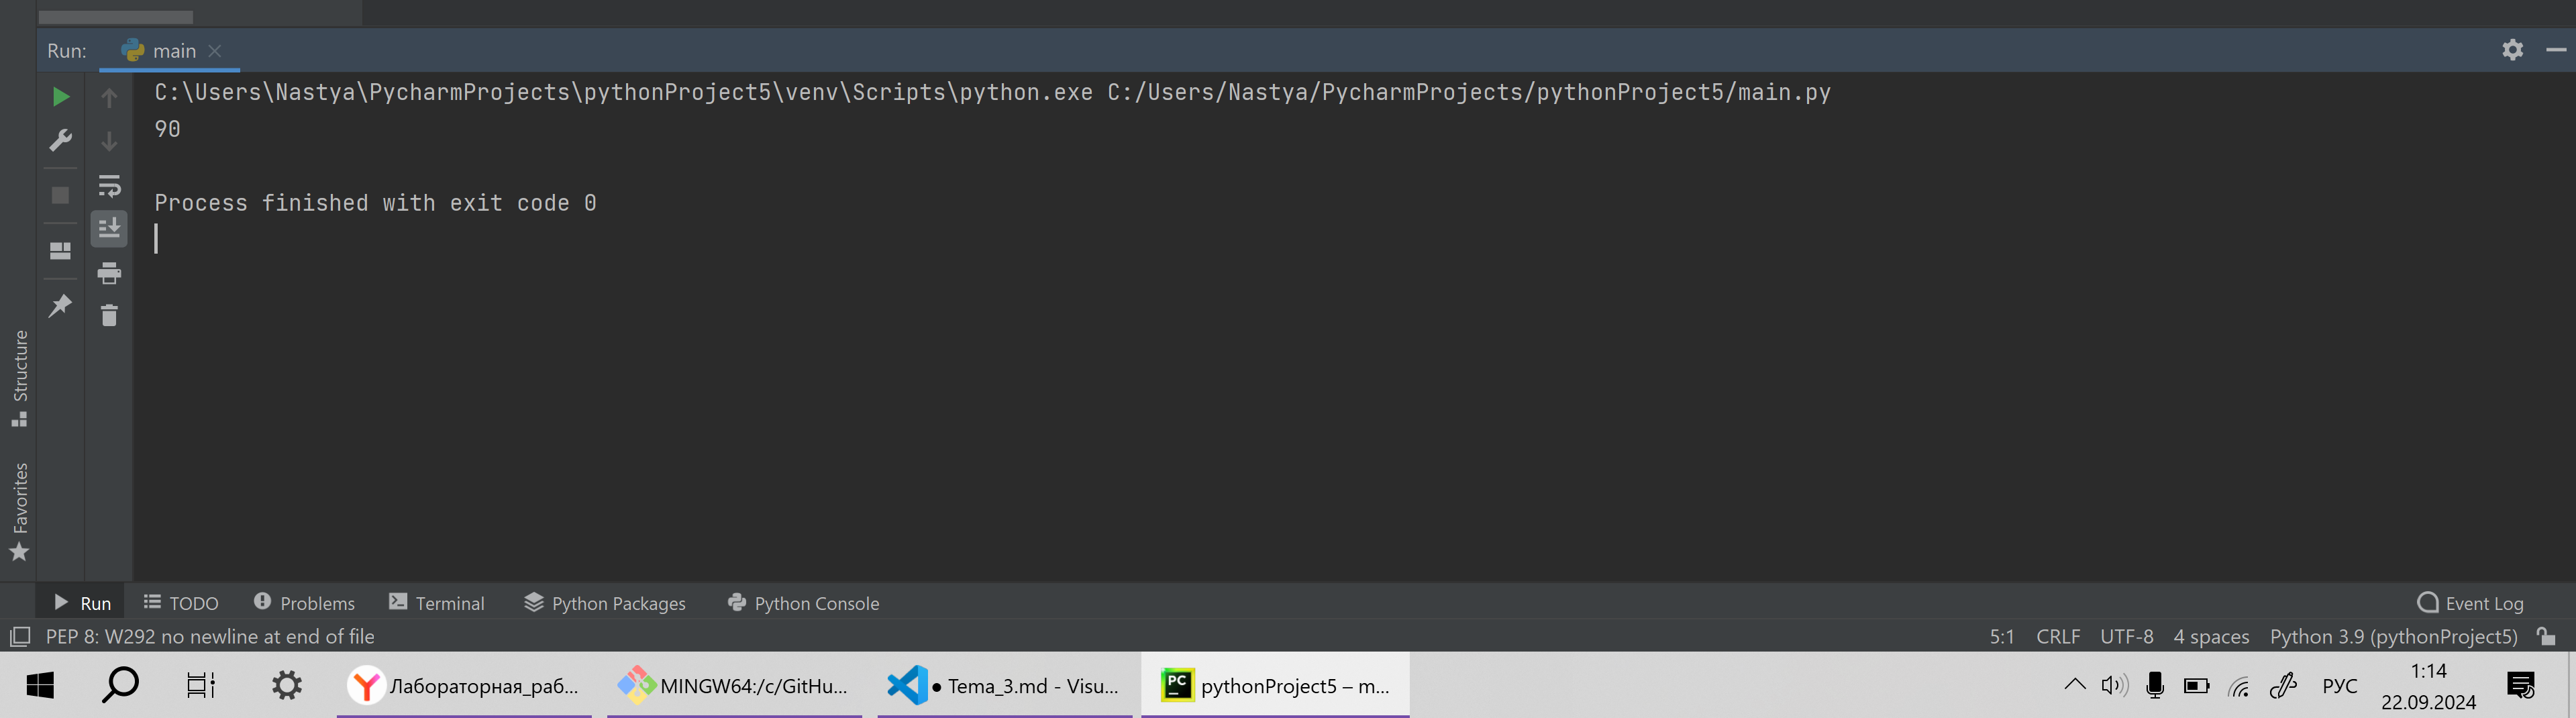 Run: main
C:\Users\Nastya\PycharmProjects\pythonProject5\venv\Scripts\python.exe C:/Users/Nastya/PycharmProjects/pythonProject5/main.py
90
Process finished with exit code 0
Structure
Favorites
Run TODO Problems Terminal Python Packages Python Console Event Log
PEP 8: W292 no newline at end of file 5:1 CRLF UTF-8 4 spaces Python 3.9 (pythonProject5)
Лабораторная_раб... MINGW64:/c/GitHu... ● Tema_3.md - Visu... PC pythonProject5 – m... РУС 1:14
22.09.2024